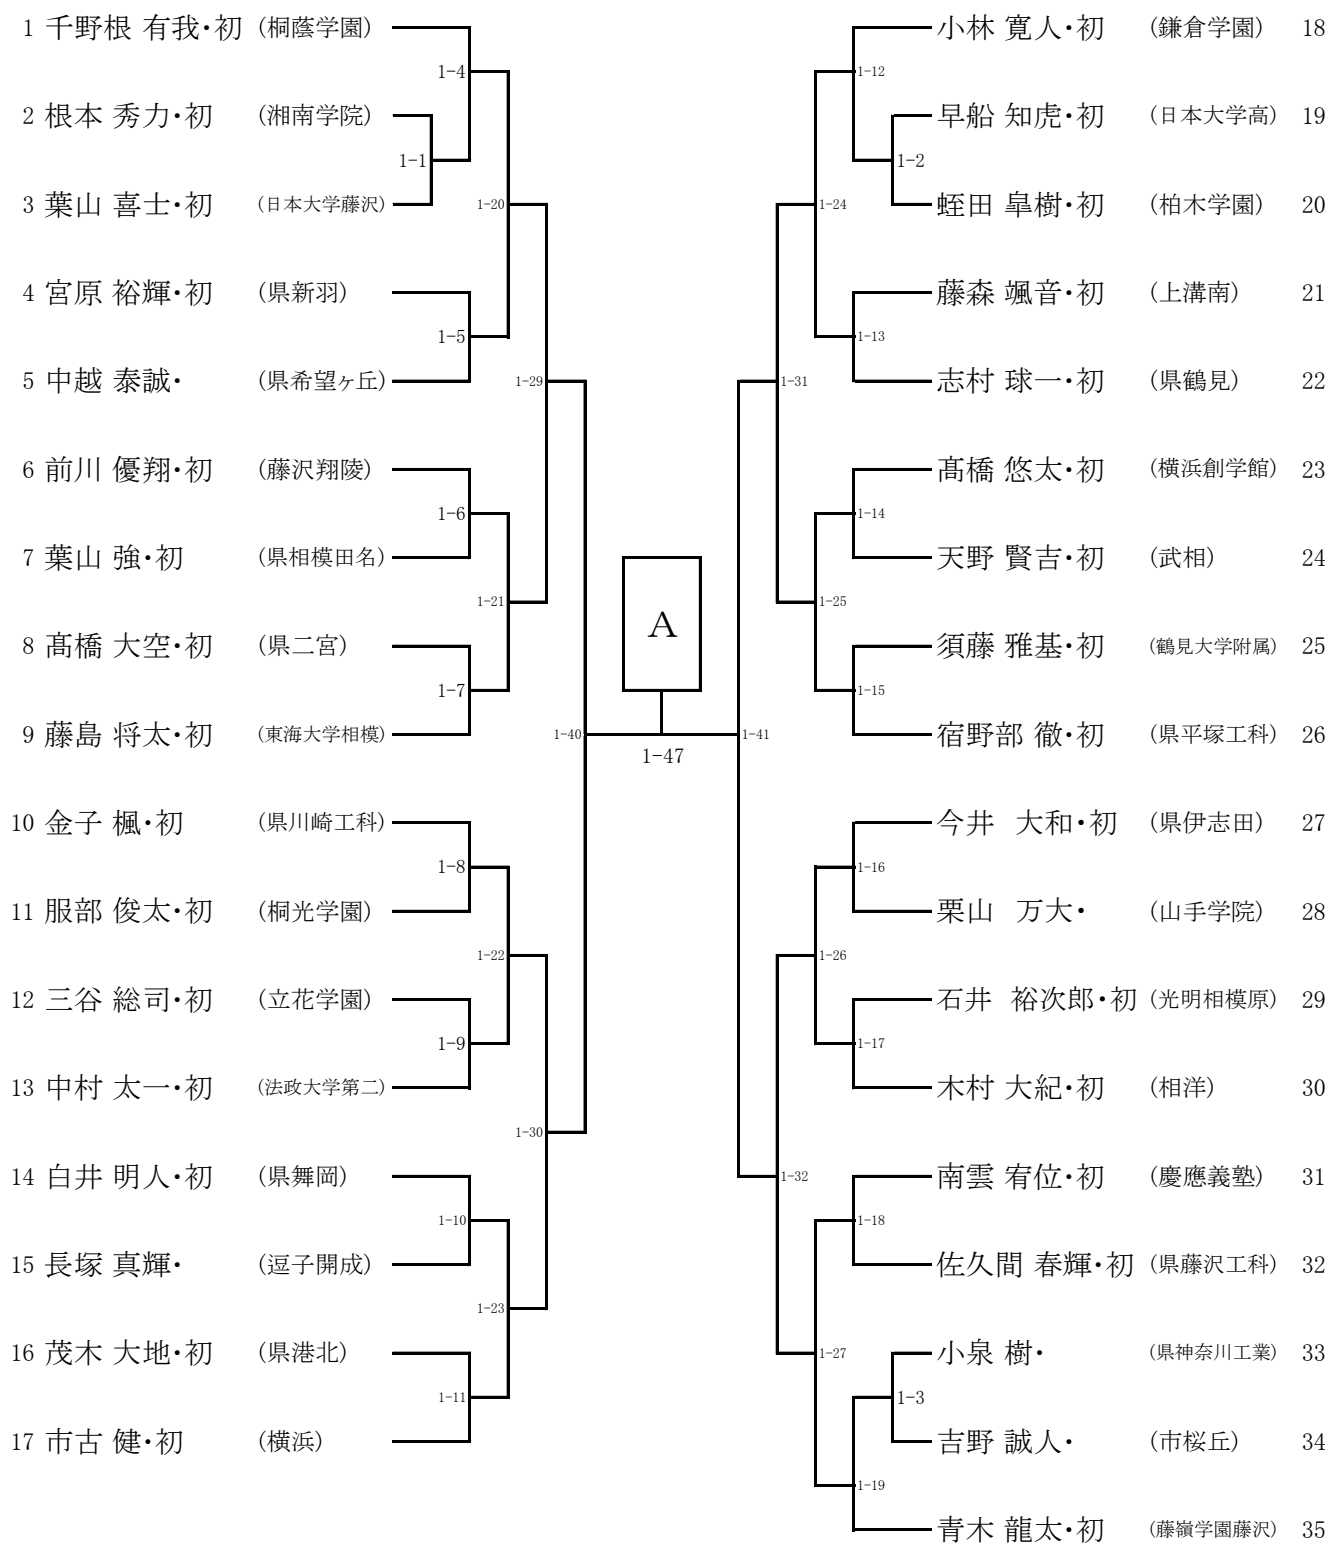 1 千野根 有我・初 (桐蔭学園)
1-4
2 根本 秀力・初 (湘南学院)
1-1
3 葉山 喜士・初 (日本大学藤沢)
1-20
4 宮原 裕輝・初 (県新羽)
1-5
5 中越 泰誠・ (県希望ヶ丘)
1-29
6 前川 優翔・初 (藤沢翔陵)
1-6
7 葉山 強・初 (県相模田名)
1-21
8 髙橋 大空・初 (県二宮)
1-7
9 藤島 将太・初 (東海大学相模)
1-40
10 金子 楓・初 (県川崎工科)
1-8
11 服部 俊太・初 (桐光学園)
1-22
12 三谷 総司・初 (立花学園)
1-9
13 中村 太一・初 (法政大学第二)
1-30
14 白井 明人・初 (県舞岡)
1-10
15 長塚 真輝・ (逗子開成)
1-23
16 茂木 大地・初 (県港北)
1-11
17 市古 健・初 (横浜)
A
1-47
小林 寛人・初 (鎌倉学園) 18
1-12
早船 知虎・初 (日本大学高) 19
1-2
蛭田 皐樹・初 (柏木学園) 20
1-24
藤森 颯音・初 (上溝南) 21
1-13
志村 球一・初 (県鶴見) 22
1-31
髙橋 悠太・初 (横浜創学館) 23
1-14
天野 賢吉・初 (武相) 24
1-25
須藤 雅基・初 (鶴見大学附属) 25
1-15
宿野部 徹・初 (県平塚工科) 26
1-41
今井 大和・初 (県伊志田) 27
1-16
栗山 万大・ (山手学院) 28
1-26
石井 裕次郎・初 (光明相模原) 29
1-17
木村 大紀・初 (相洋) 30
1-32
南雲 宥位・初 (慶應義塾) 31
1-18
佐久間 春輝・初 (県藤沢工科) 32
1-27
小泉 樹・ (県神奈川工業) 33
1-3
吉野 誠人・ (市桜丘) 34
1-19
青木 龍太・初 (藤嶺学園藤沢) 35